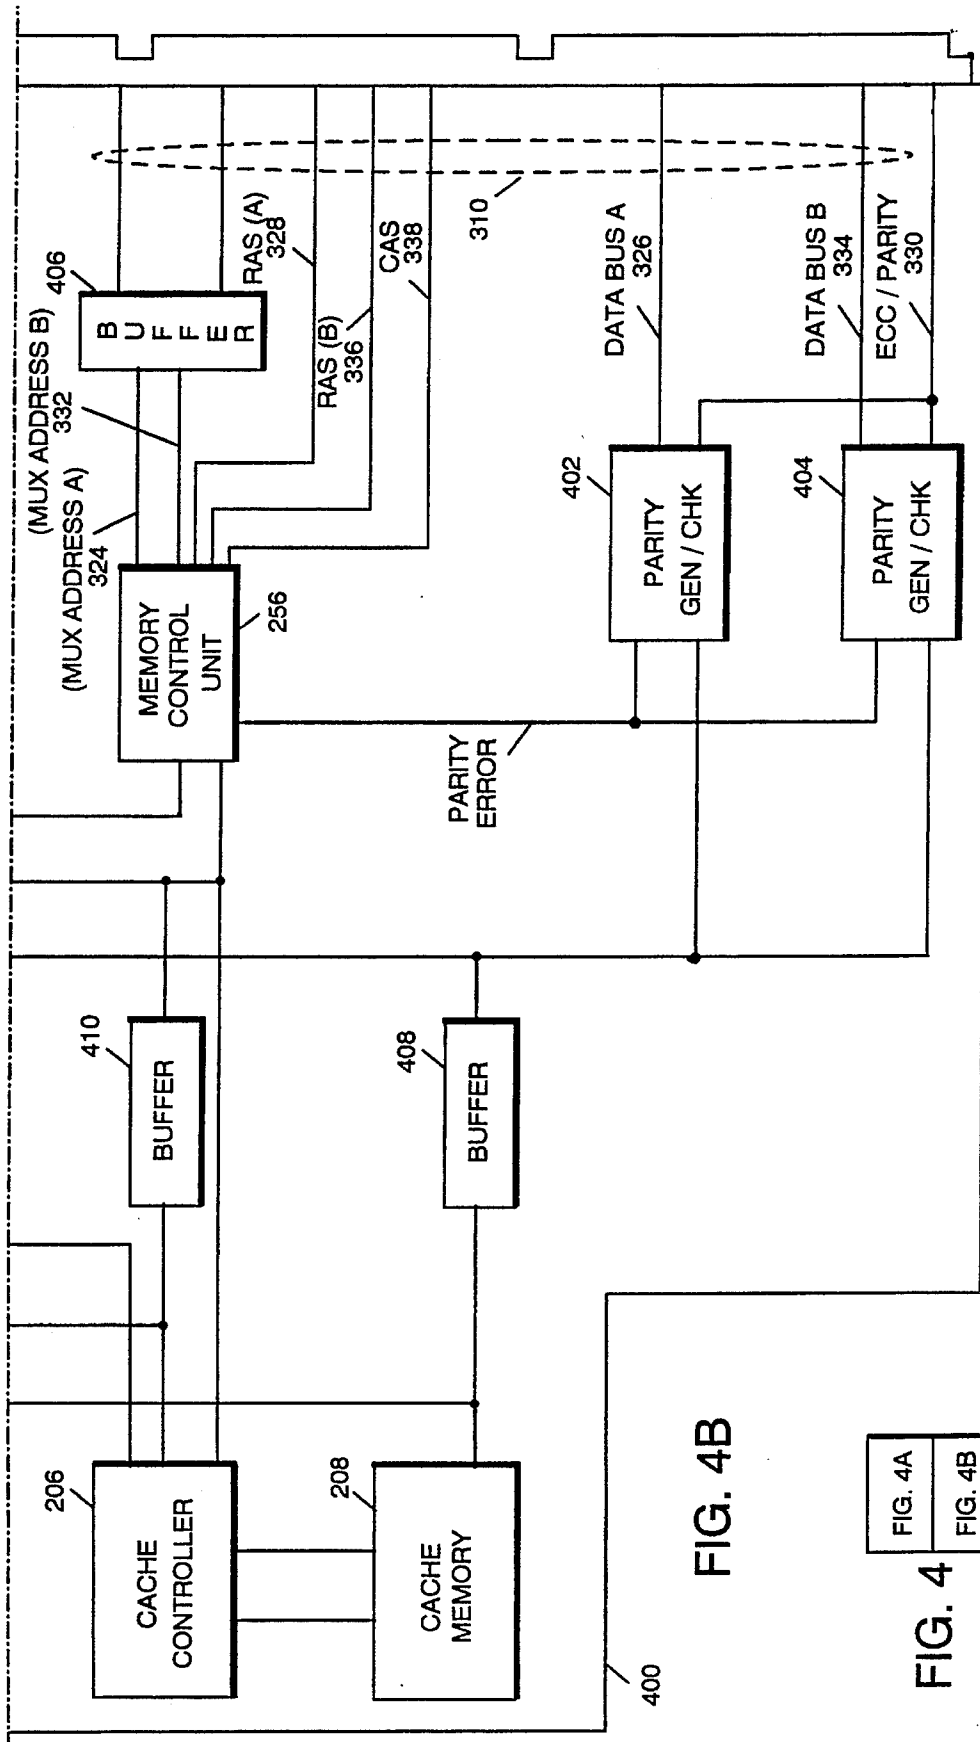 206
CACHE
CONTROLLER
208
CACHE
MEMORY
400
410
BUFFER
408
BUFFER
(MUX ADDRESS B)
332
(MUX ADDRESS A)
324
MEMORY
CONTROL
UNIT
256
PARITY
ERROR
406
BUFFER
RAS (A)
328
RAS (B)
336
CAS
338
310
DATA BUS A
326
402
PARITY
GEN / CHK
DATA BUS B
334
ECC / PARITY
330
404
PARITY
GEN / CHK
FIG. 4B
FIG. 4
FIG. 4A
FIG. 4B